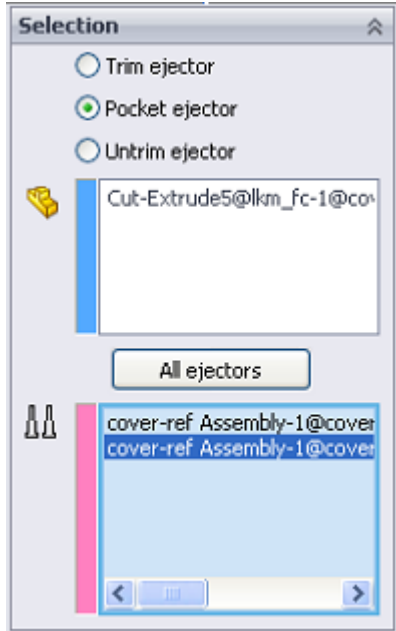 Selection
Trim ejector
Pocket ejector
Untrim ejector
Cut-Extrude5@lkm_fc-1@cov
All ejectors
cover-ref Assembly-1@cover
cover-ref Assembly-1@cover